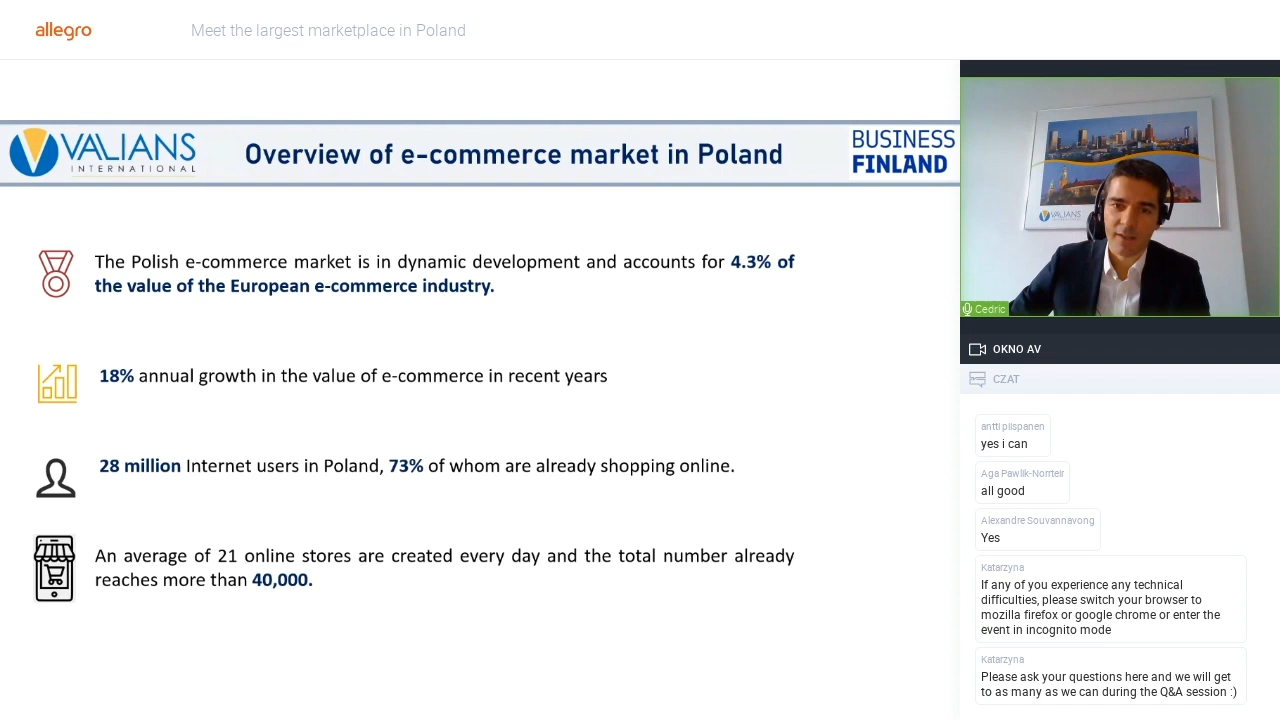 allegro
Meet the largest marketplace in Poland
VALIANS
INTERNATIONAL
Overview of e-commerce market in Poland
BUSINESS
FINLAND
The Polish e-commerce market is in dynamic development and accounts for 4.3% of
the value of the European e-commerce industry.
18% annual growth in the value of e-commerce in recent years
28 million Internet users in Poland, 73% of whom are already shopping online.
An average of 21 online stores are created every day and the total number already
reaches more than 40,000.
VALIANS
Cedric
OKNO AV
CZAT
antti piispanen
yes i can
Aga Pawlik-Norrteir
all good
Alexandre Souvannavong
Yes
Katarzyna
If any of you experience any technical
difficulties, please switch your browser to
mozilla firefox or google chrome or enter the
event in incognito mode
Katarzyna
Please ask your questions here and we will get
to as many as we can during the Q&A session :)